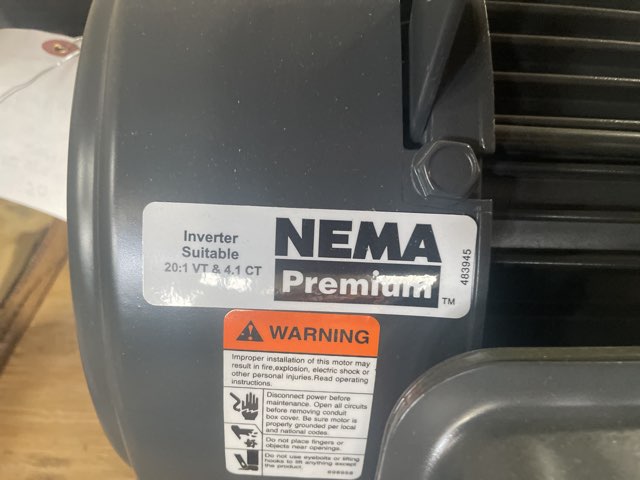 Inverter
Suitable
20:1 VT & 4.1 CT
NEMA
Premium
TM
483945
WARNING
Improper installation of this motor may
result in fire,explosion, electric shock or
other personal injuries.Read operating
instructions.
Disconnect power before
maintenance. Open all circuits
before removing conduit
box cover. Be sure motor is
properly grounded per local
and national codes.
Do not place fingers or
objects near openings.
Do not use eyebolts or lifting
hooks to lift anything except
the product.